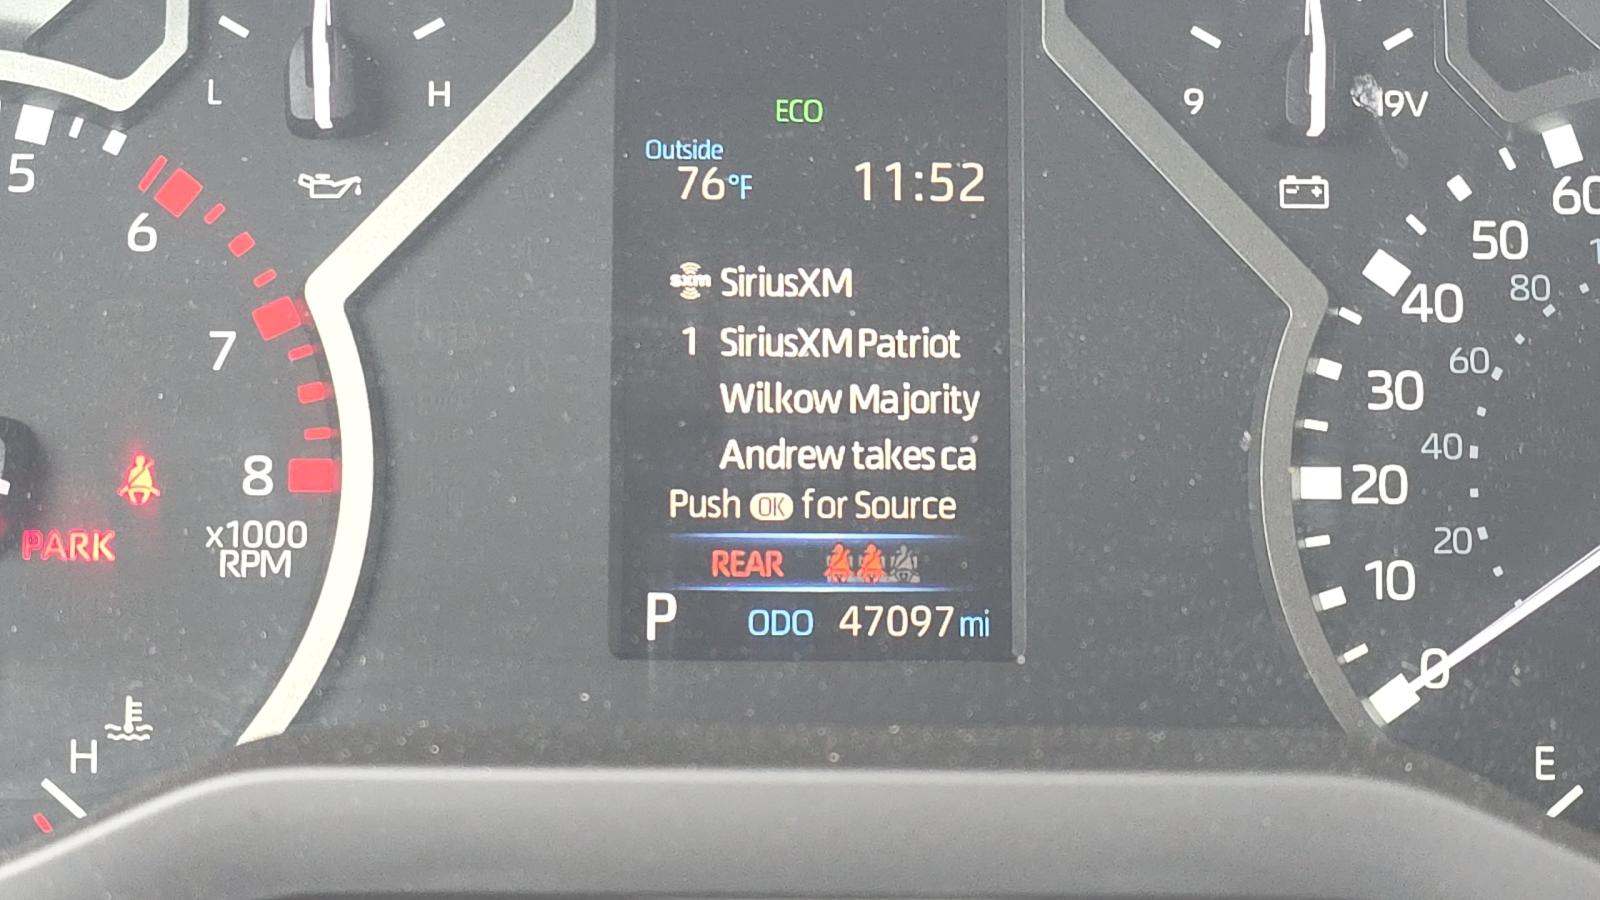 L H
9 19V
ECO
Outside
76°F 11:52
sxm SiriusXM
1 SiriusXM Patriot
Wilkow Majority
Andrew takes ca
Push OK for Source
REAR
P ODO 47097 mi
5
6
7
8
x1000
RPM
PARK
H
60
50
40
30
20
10
0
80
60
40
20
E